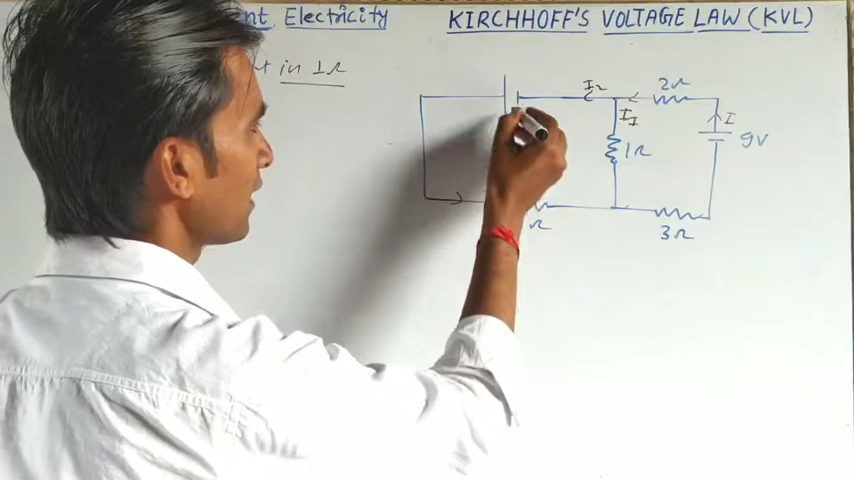 Electricity
KIRCHHOFF'S VOLTAGE LAW (KVL)
in 1Ω
I2
2Ω
I1
I
1Ω
9V
Ω
3Ω